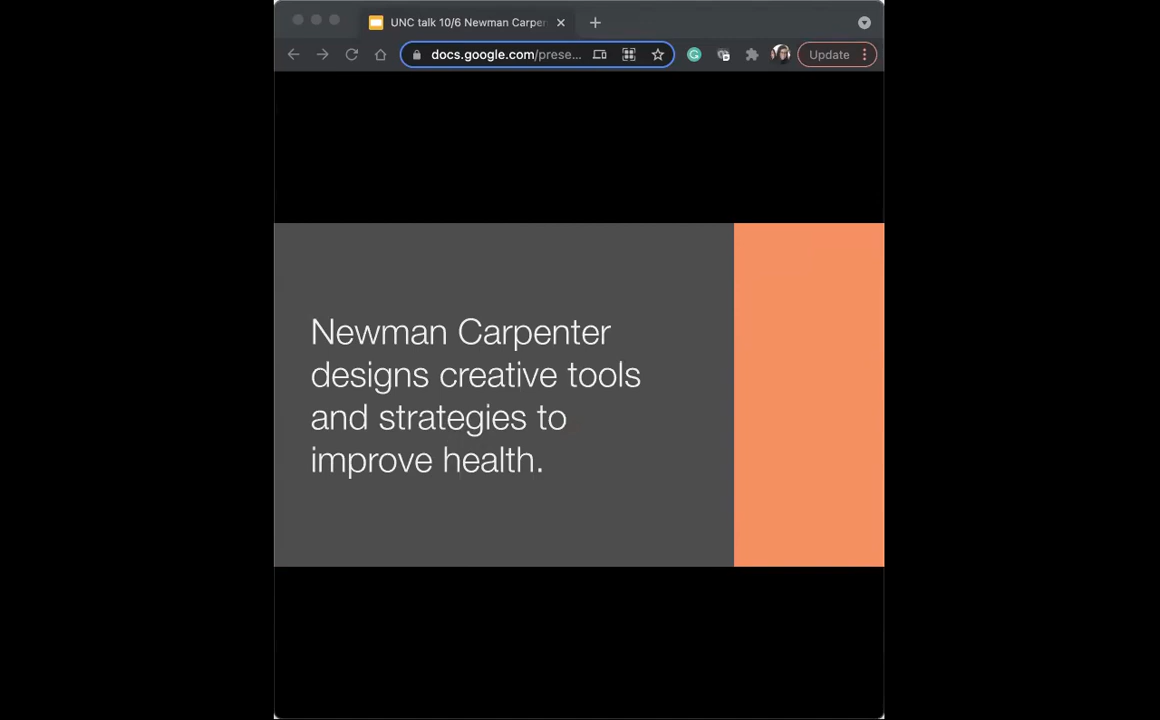 UNC talk 10/6 Newman Carpen
docs.google.com/prese...
Update
Newman Carpenter
designs creative tools
and strategies to
improve health.